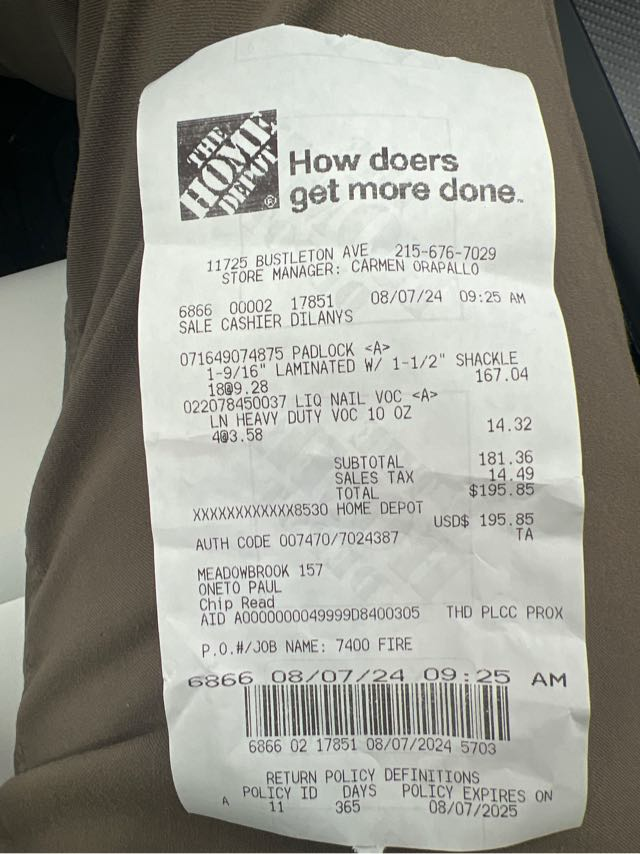 THE
HOME
DEPOT
®
How doers
get more done.™
11725 BUSTLETON AVE 215-676-7029
STORE MANAGER: CARMEN ORAPALLO
6866 00002 17851 08/07/24 09:25 AM
SALE CASHIER DILANYS
071649074875 PADLOCK <A>
1-9/16" LAMINATED W/ 1-1/2" SHACKLE
18@9.28 167.04
022078450037 LIQ NAIL VOC <A>
LN HEAVY DUTY VOC 10 OZ
4@3.58 14.32
SUBTOTAL 181.36
SALES TAX 14.49
TOTAL $195.85
XXXXXXXXXXXX8530 HOME DEPOT
USD$ 195.85
AUTH CODE 007470/7024387 TA
MEADOWBROOK 157
ONETO PAUL
Chip Read
AID A0000000049999D8400305 THD PLCC PROX
P.O.#/JOB NAME: 7400 FIRE
6866 08/07/24 09:25 AM
6866 02 17851 08/07/2024 5703
RETURN POLICY DEFINITIONS
POLICY ID DAYS POLICY EXPIRES ON
A 11 365 08/07/2025